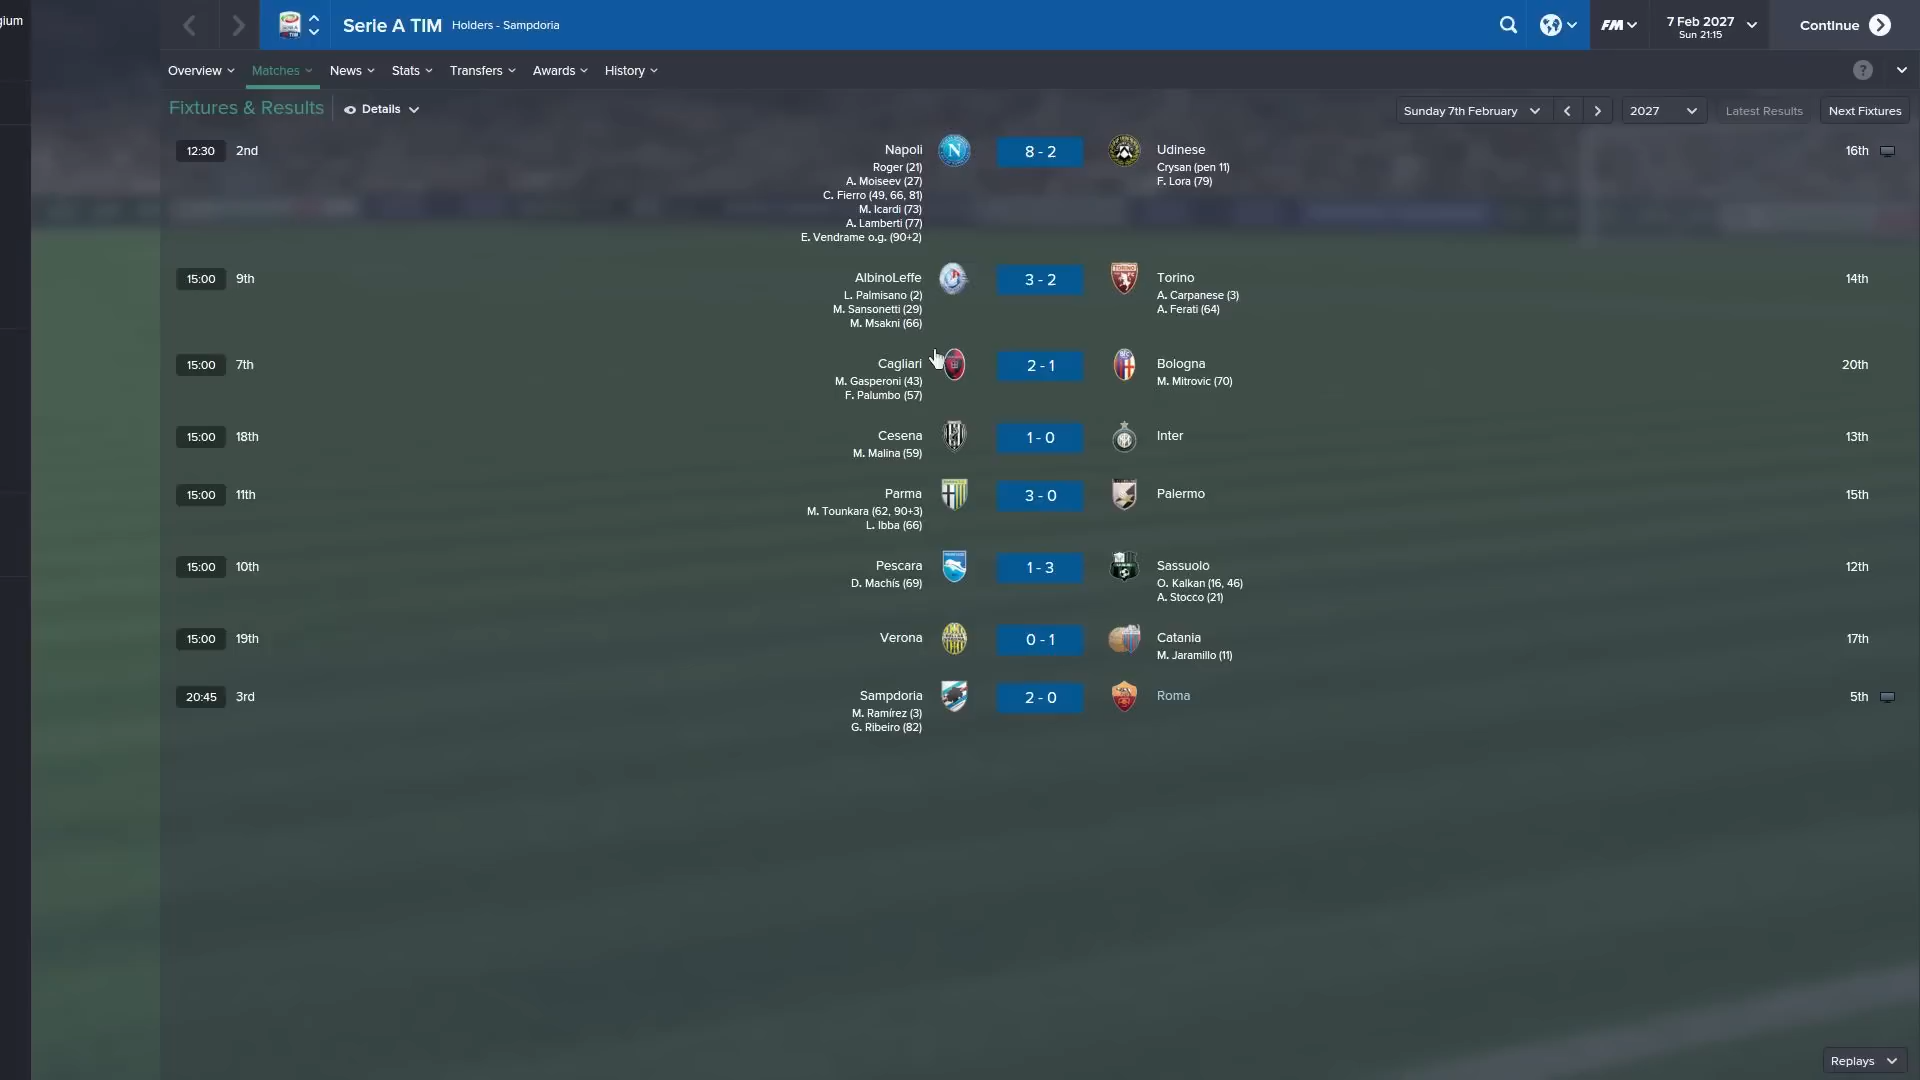 gium
Serie A TIM
Holders - Sampdoria
FM
7 Feb 2027
Sun 21:15
Continue
Overview
Matches
News
Stats
Transfers
Awards
History
?
Fixtures & Results
Details
Sunday 7th February
2027
Latest Results
Next Fixtures
12:30 2nd Napoli 8 - 2 Udinese 16th
Roger (21) Crysan (pen 11)
A. Moiseev (27) F. Lora (79)
C. Fierro (49, 66, 81)
M. Icardi (73)
A. Lamberti (77)
E. Vendrame o.g. (90+2)
15:00 9th AlbinoLeffe 3 - 2 Torino 14th
L. Palmisano (2) A. Carpanese (3)
M. Sansonetti (29) A. Ferati (64)
M. Msakni (66)
15:00 7th Cagliari 2 - 1 Bologna 20th
M. Gasperoni (43) M. Mitrovic (70)
F. Palumbo (57)
15:00 18th Cesena 1 - 0 Inter 13th
M. Malina (59)
15:00 11th Parma 3 - 0 Palermo 15th
M. Tounkara (62, 90+3)
L. Ibba (66)
15:00 10th Pescara 1 - 3 Sassuolo 12th
D. Machís (69) O. Kalkan (16, 46)
A. Stocco (21)
15:00 19th Verona 0 - 1 Catania 17th
M. Jaramillo (11)
20:45 3rd Sampdoria 2 - 0 Roma 5th
M. Ramírez (3)
G. Ribeiro (82)
Replays